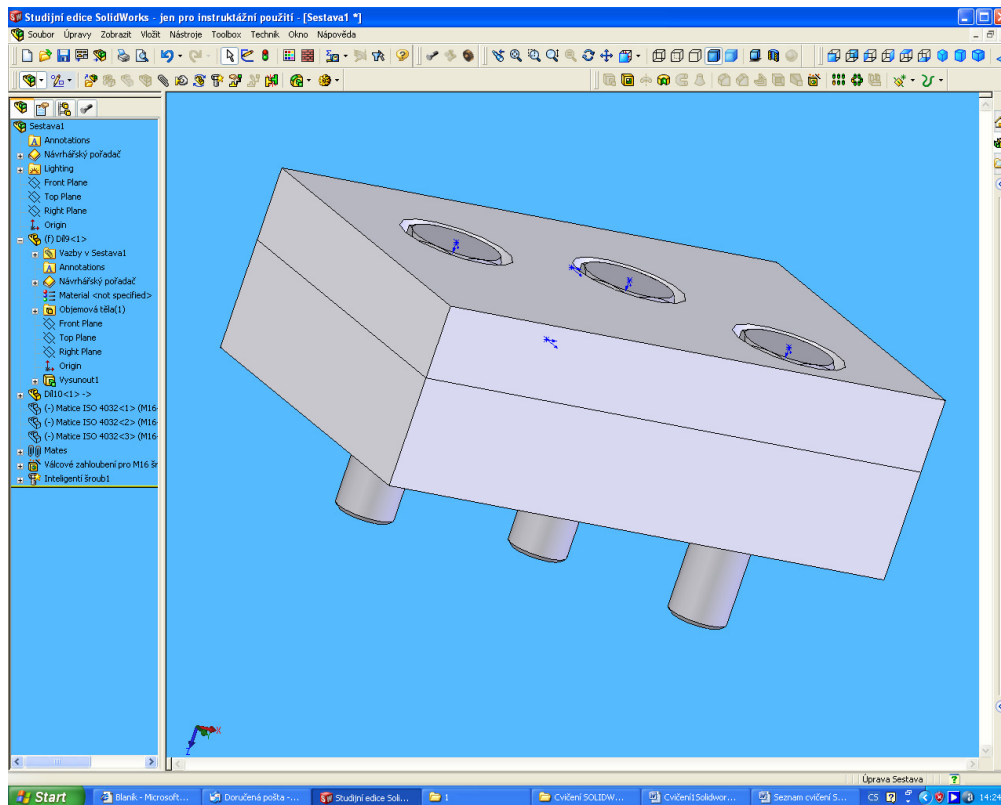 Studijní edice SolidWorks - jen pro instruktážní použití - [Sestava1 *]
Soubor Úpravy Zobrazit Vložit Nástroje Toolbox Technik Okno Nápověda
Sestava1
Annotations
Návrhářský pořadač
Lighting
Front Plane
Top Plane
Right Plane
Origin
(f) Díl9<1>
Vazby v Sestava1
Annotations
Návrhářský pořadač
Material <not specified>
Objemová těla(1)
Front Plane
Top Plane
Right Plane
Origin
Vysunout1
Díl10<1> ->
(-) Matice ISO 4032<1> (M16-
(-) Matice ISO 4032<2> (M16-
(-) Matice ISO 4032<3> (M16-
Mates
Válcové zahloubení pro M16 šr
Inteligentí šroub1
X
Z
Úprava Sestava
Start Blaník - Microsoft... Doručená pošta -... Studijní edice Soli... 1 Cvičení SOLIDW... Cvičení1Solidwor... Seznam cvičení S... CS 14:24